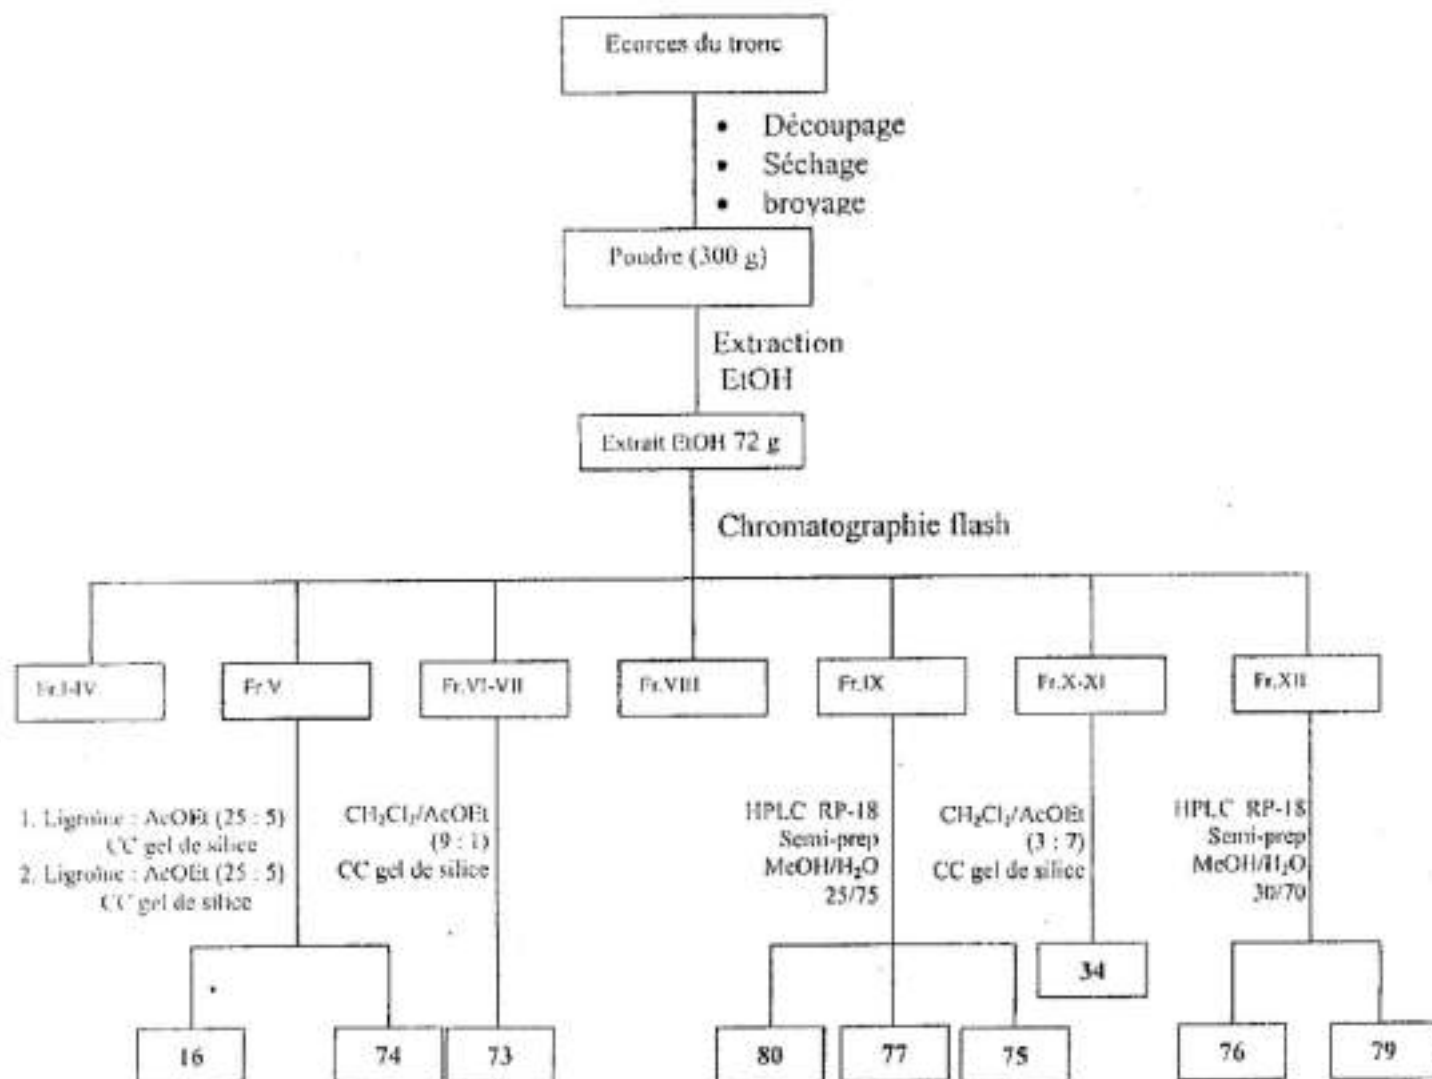 Ecorces du tronc
• Découpage
• Séchage
• broyage
Poudre (300 g)
Extraction
EtOH
Extrait EtOH 72 g
Chromatographie flash
Fr.I-IV
Fr.V
Fr.VI-VII
Fr.VIII
Fr.IX
Fr.X-XI
Fr.XII
1. Ligroïne : AcOEt (25 : 5)
CC gel de silice
2. Ligroïne : AcOEt (25 : 5)
CC gel de silice
CH₂Cl₂/AcOEt
(9 : 1)
CC gel de silice
HPLC RP-18
Semi-prep
MeOH/H₂O
25/75
CH₂Cl₂/AcOEt
(3 : 7)
CC gel de silice
HPLC RP-18
Semi-prep
MeOH/H₂O
30/70
34
16
74
73
80
77
75
76
79